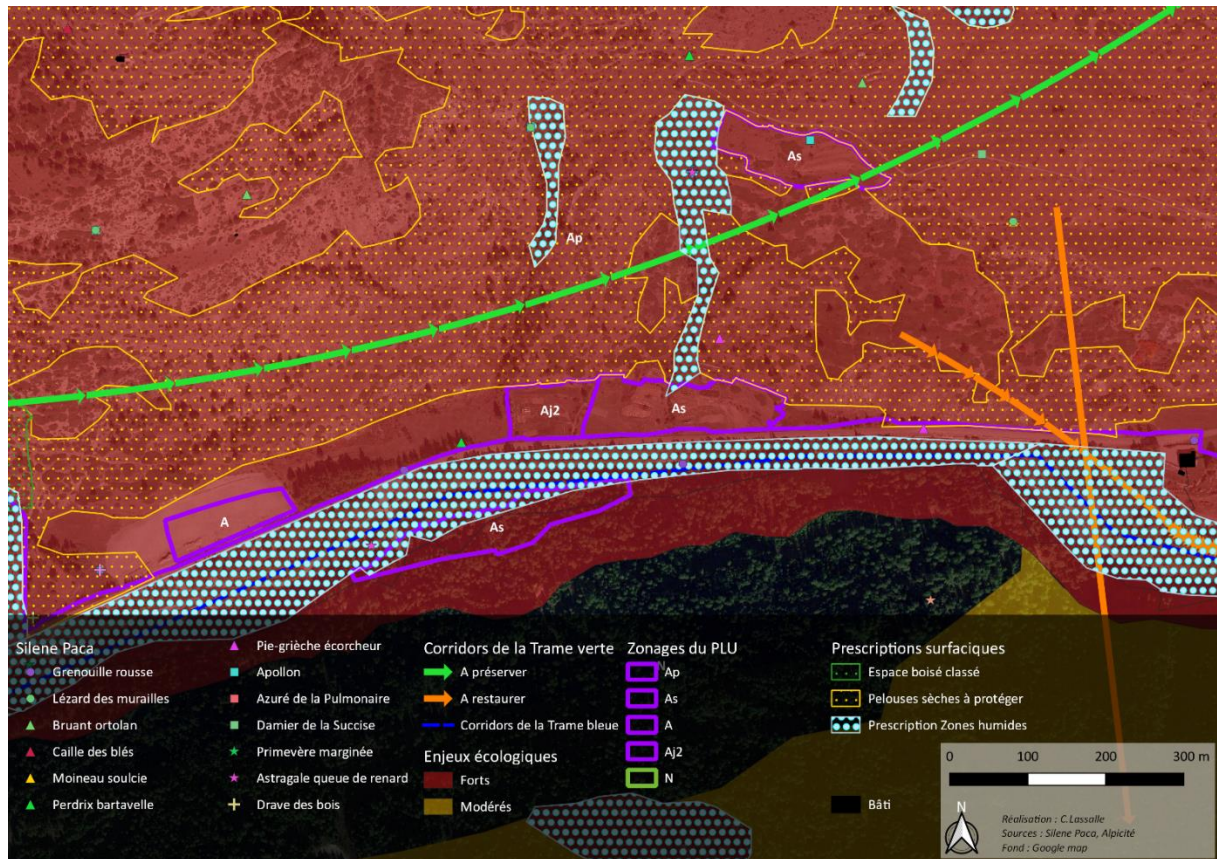 As
Ap
Aj2
As
A
As
Silene Paca
Grenouille rousse
Lézard des murailles
Bruant ortolan
Caille des blés
Moineau soulcie
Perdrix bartavelle
Pie-grièche écorcheur
Apollon
Azuré de la Pulmonaire
Damier de la Succise
Primevère marginée
Astragale queue de renard
Drave des bois
Corridors de la Trame verte
A préserver
A restaurer
Corridors de la Trame bleue
Enjeux écologiques
Forts
Modérés
Zonages du PLU
N
Ap
As
A
Aj2
N
Prescriptions surfaciques
Espace boisé classé
Pelouses sèches à protéger
Prescription Zones humides
Bâti
0 100 200 300 m
N
Réalisation : C.Lassalle
Sources : Silene Paca, Alpicité
Fond : Google map